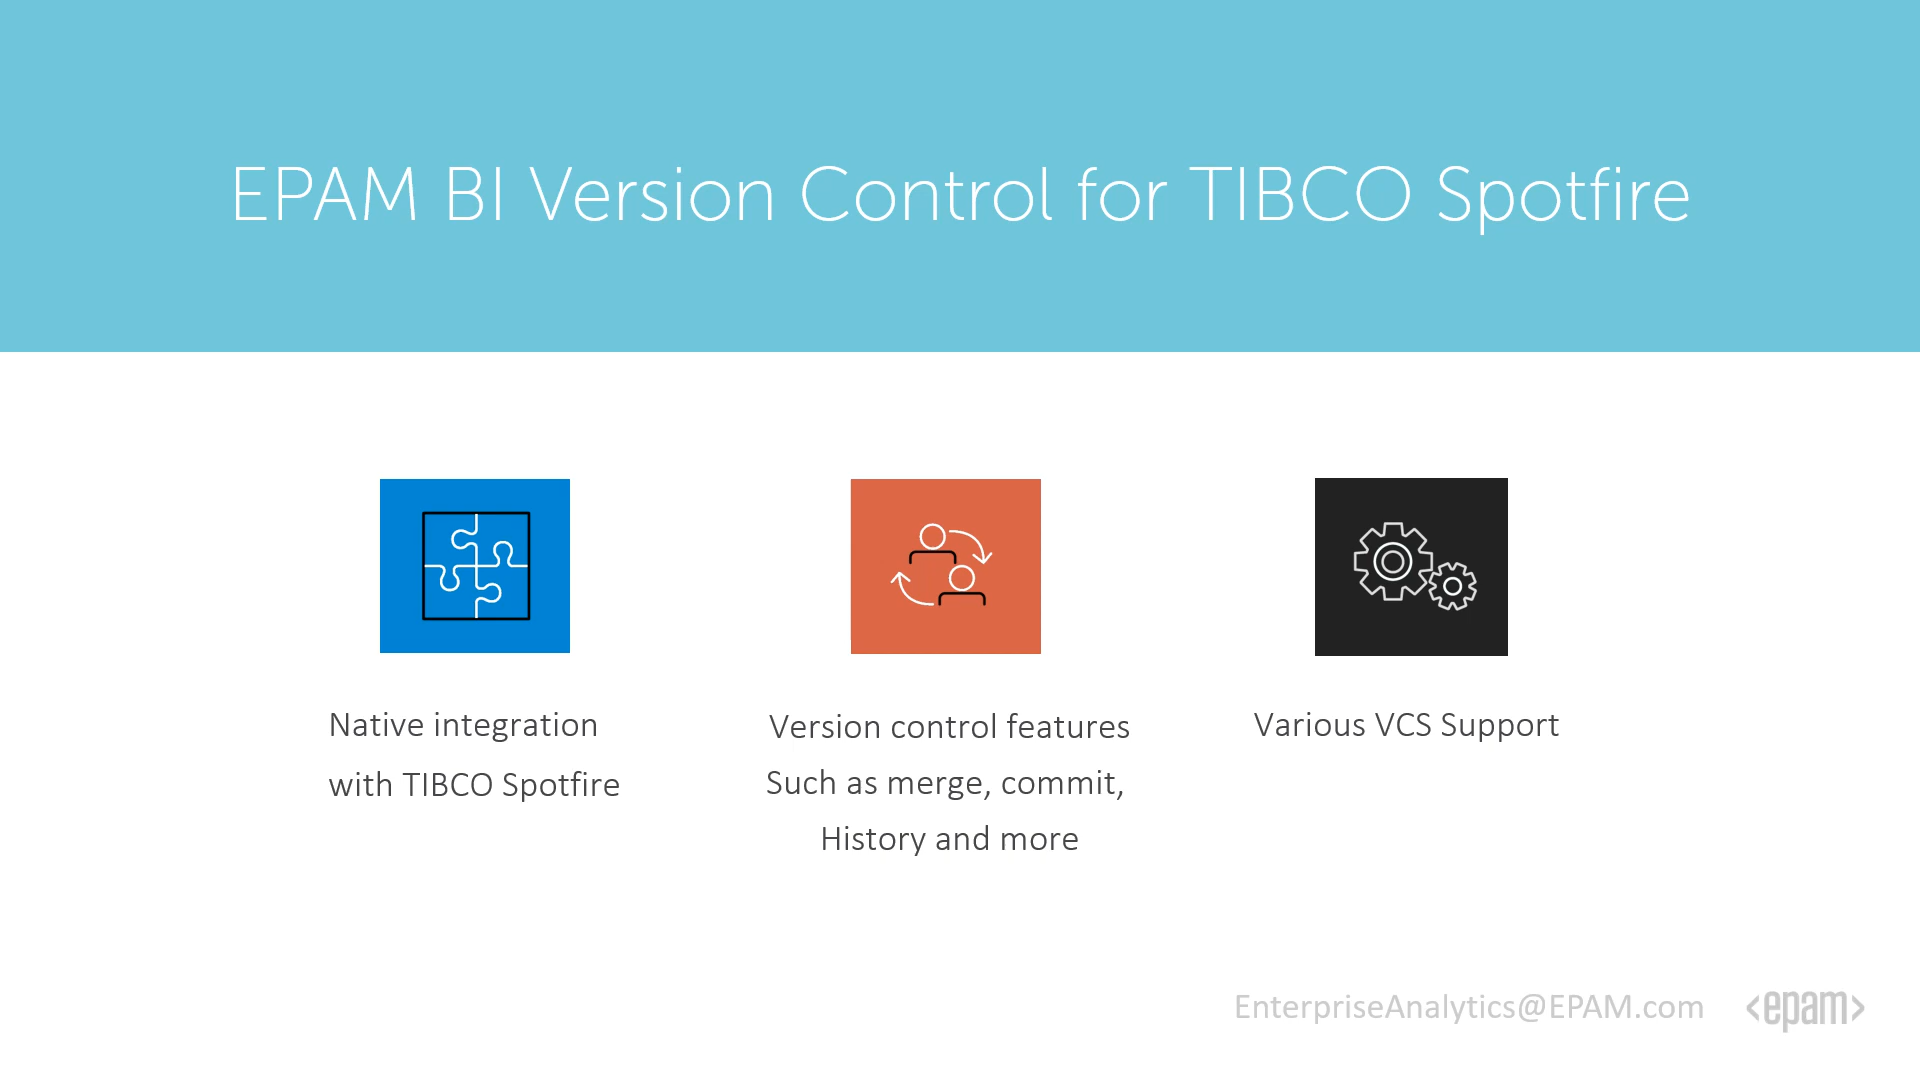 EPAM BI Version Control for TIBCO Spotfire
Native integration
with TIBCO Spotfire
Version control features
Such as merge, commit,
History and more
Various VCS Support
EnterpriseAnalytics@EPAM.com
<epam>